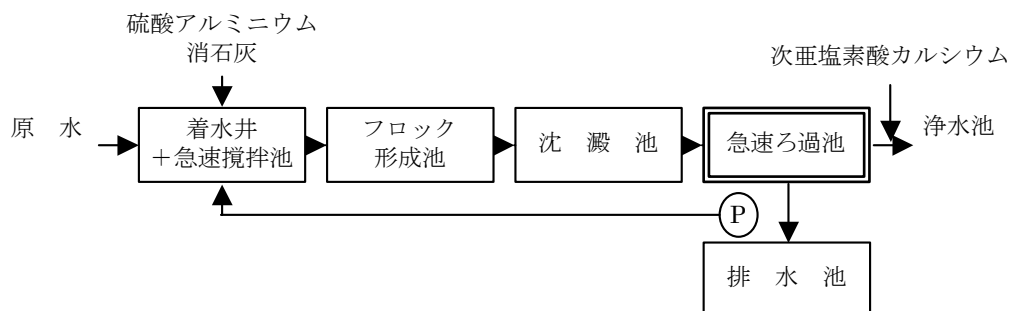 硫酸アルミニウム
消石灰
次亜塩素酸カルシウム
原 水
着水井
＋急速攪拌池
フロック
形成池
沈 澱 池
急速ろ過池
浄水池
P
排 水 池